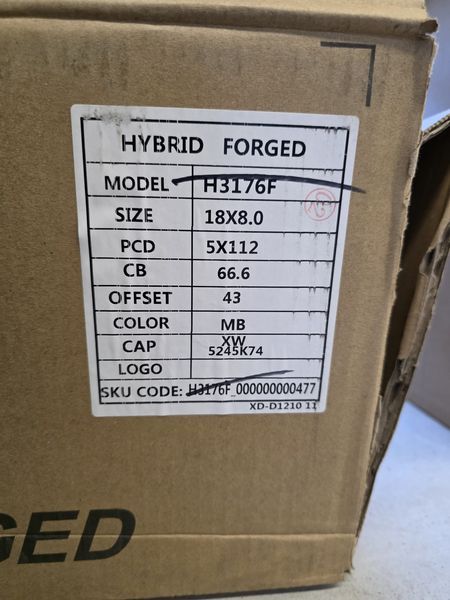 HYBRID FORGED
MODEL H3176F
SIZE 18X8.0
PCD 5X112
CB 66.6
OFFSET 43
COLOR MB
CAP XW
5245K74
LOGO
SKU CODE: H3176F_000000000477
XD-D1210 11
GED